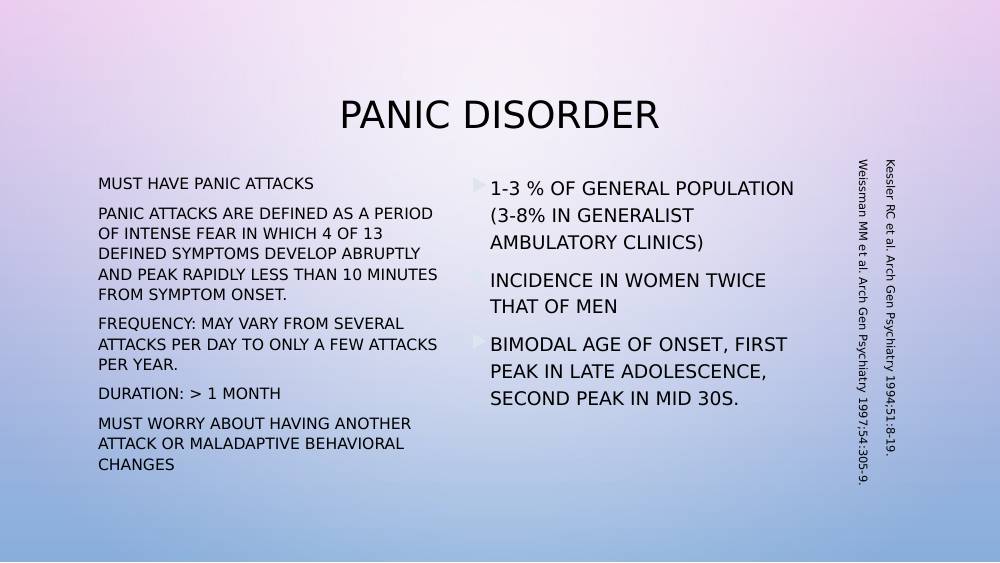 PANIC DISORDER
MUST HAVE PANIC ATTACKS
PANIC ATTACKS ARE DEFINED AS A PERIOD
OF INTENSE FEAR IN WHICH 4 OF 13
DEFINED SYMPTOMS DEVELOP ABRUPTLY
AND PEAK RAPIDLY LESS THAN 10 MINUTES
FROM SYMPTOM ONSET.
FREQUENCY: MAY VARY FROM SEVERAL
ATTACKS PER DAY TO ONLY A FEW ATTACKS
PER YEAR.
DURATION: > 1 MONTH
MUST WORRY ABOUT HAVING ANOTHER
ATTACK OR MALADAPTIVE BEHAVIORAL
CHANGES
1-3 % OF GENERAL POPULATION
(3-8% IN GENERALIST
AMBULATORY CLINICS)
INCIDENCE IN WOMEN TWICE
THAT OF MEN
BIMODAL AGE OF ONSET, FIRST
PEAK IN LATE ADOLESCENCE,
SECOND PEAK IN MID 30S.
Kessler RC et al. Arch Gen Psychiatry 1994;51:8-19.
Weissman MM et al. Arch Gen Psychiatry 1997;54:305-9.